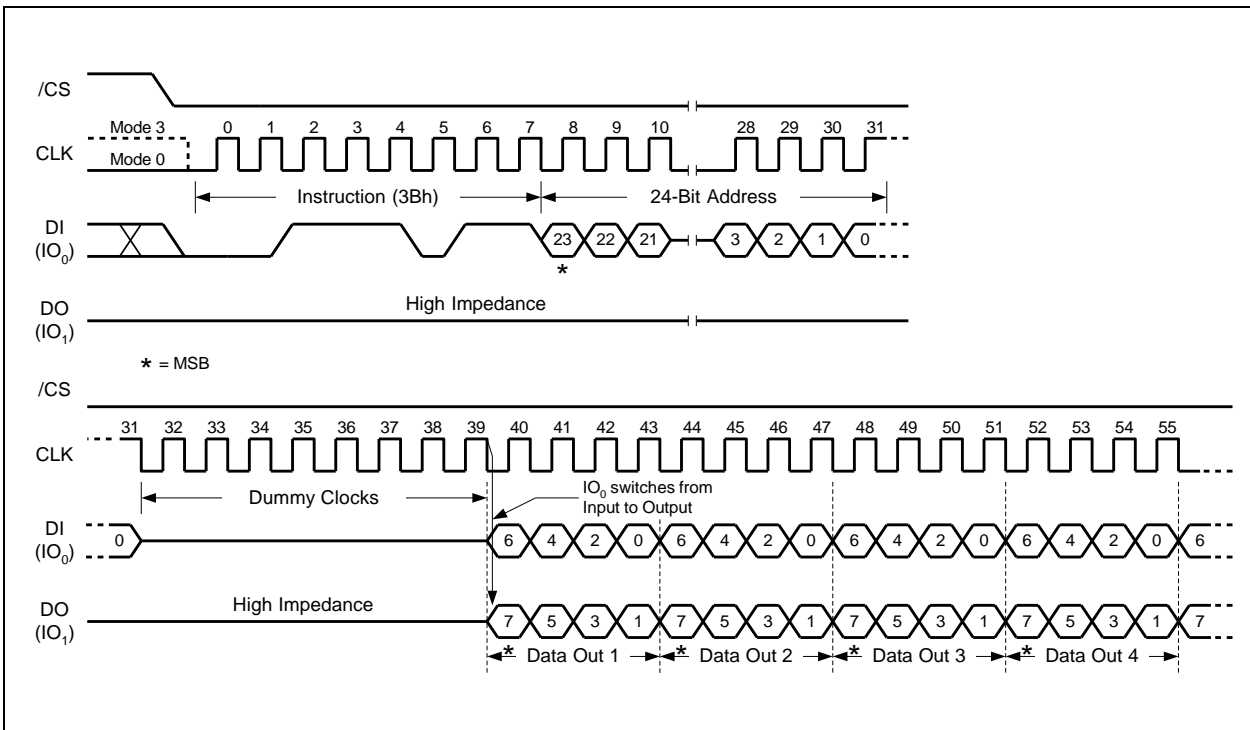 /CS
Mode 3 0 1 2 3 4 5 6 7 8 9 10 28 29 30 31
CLK Mode 0
Instruction (3Bh) 24-Bit Address
DI
(IO0) 23 22 21 3 2 1 0
*
High Impedance
DO
(IO1)
* = MSB
/CS
31 32 33 34 35 36 37 38 39 40 41 42 43 44 45 46 47 48 49 50 51 52 53 54 55
CLK
Dummy Clocks
IO0 switches from
Input to Output
DI
(IO0) 0 6 4 2 0 6 4 2 0 6 4 2 0 6 4 2 0 6
High Impedance
DO
(IO1) 7 5 3 1 7 5 3 1 7 5 3 1 7 5 3 1 7
* Data Out 1 * Data Out 2 * Data Out 3 * Data Out 4